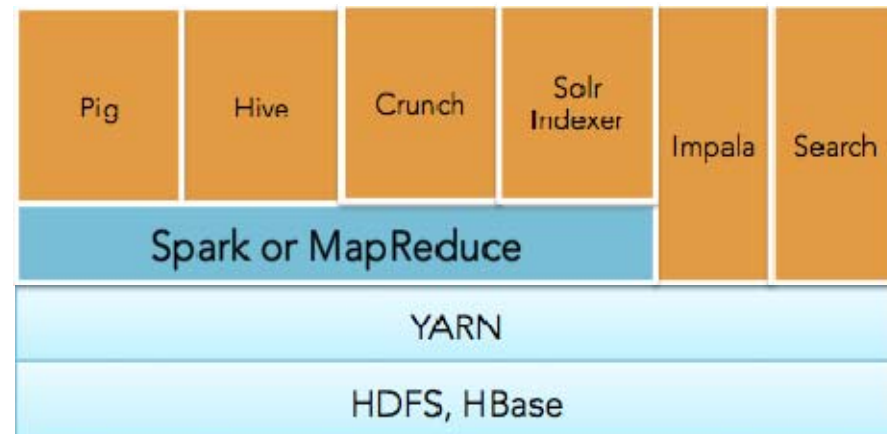 Pig
Hive
Crunch
Solr
Indexer
Impala
Search
Spark or MapReduce
YARN
HDFS, HBase